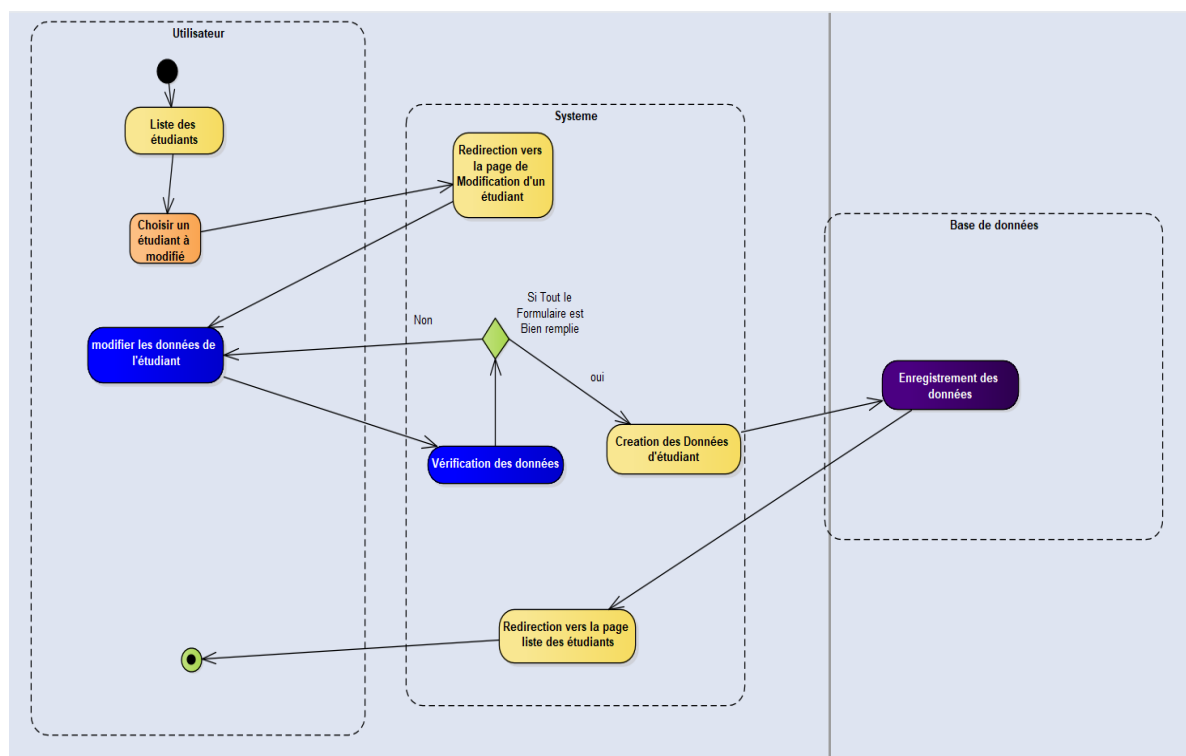 Utilisateur
Liste des
étudiants
Choisir un
étudiant à
modifié
modifier les données de
l'étudiant
Systeme
Redirection vers
la page de
Modification d'un
étudiant
Si Tout le
Formulaire est
Bien remplie
Non
oui
Vérification des données
Creation des Données
d'étudiant
Redirection vers la page
liste des étudiants
Base de données
Enregistrement des
données